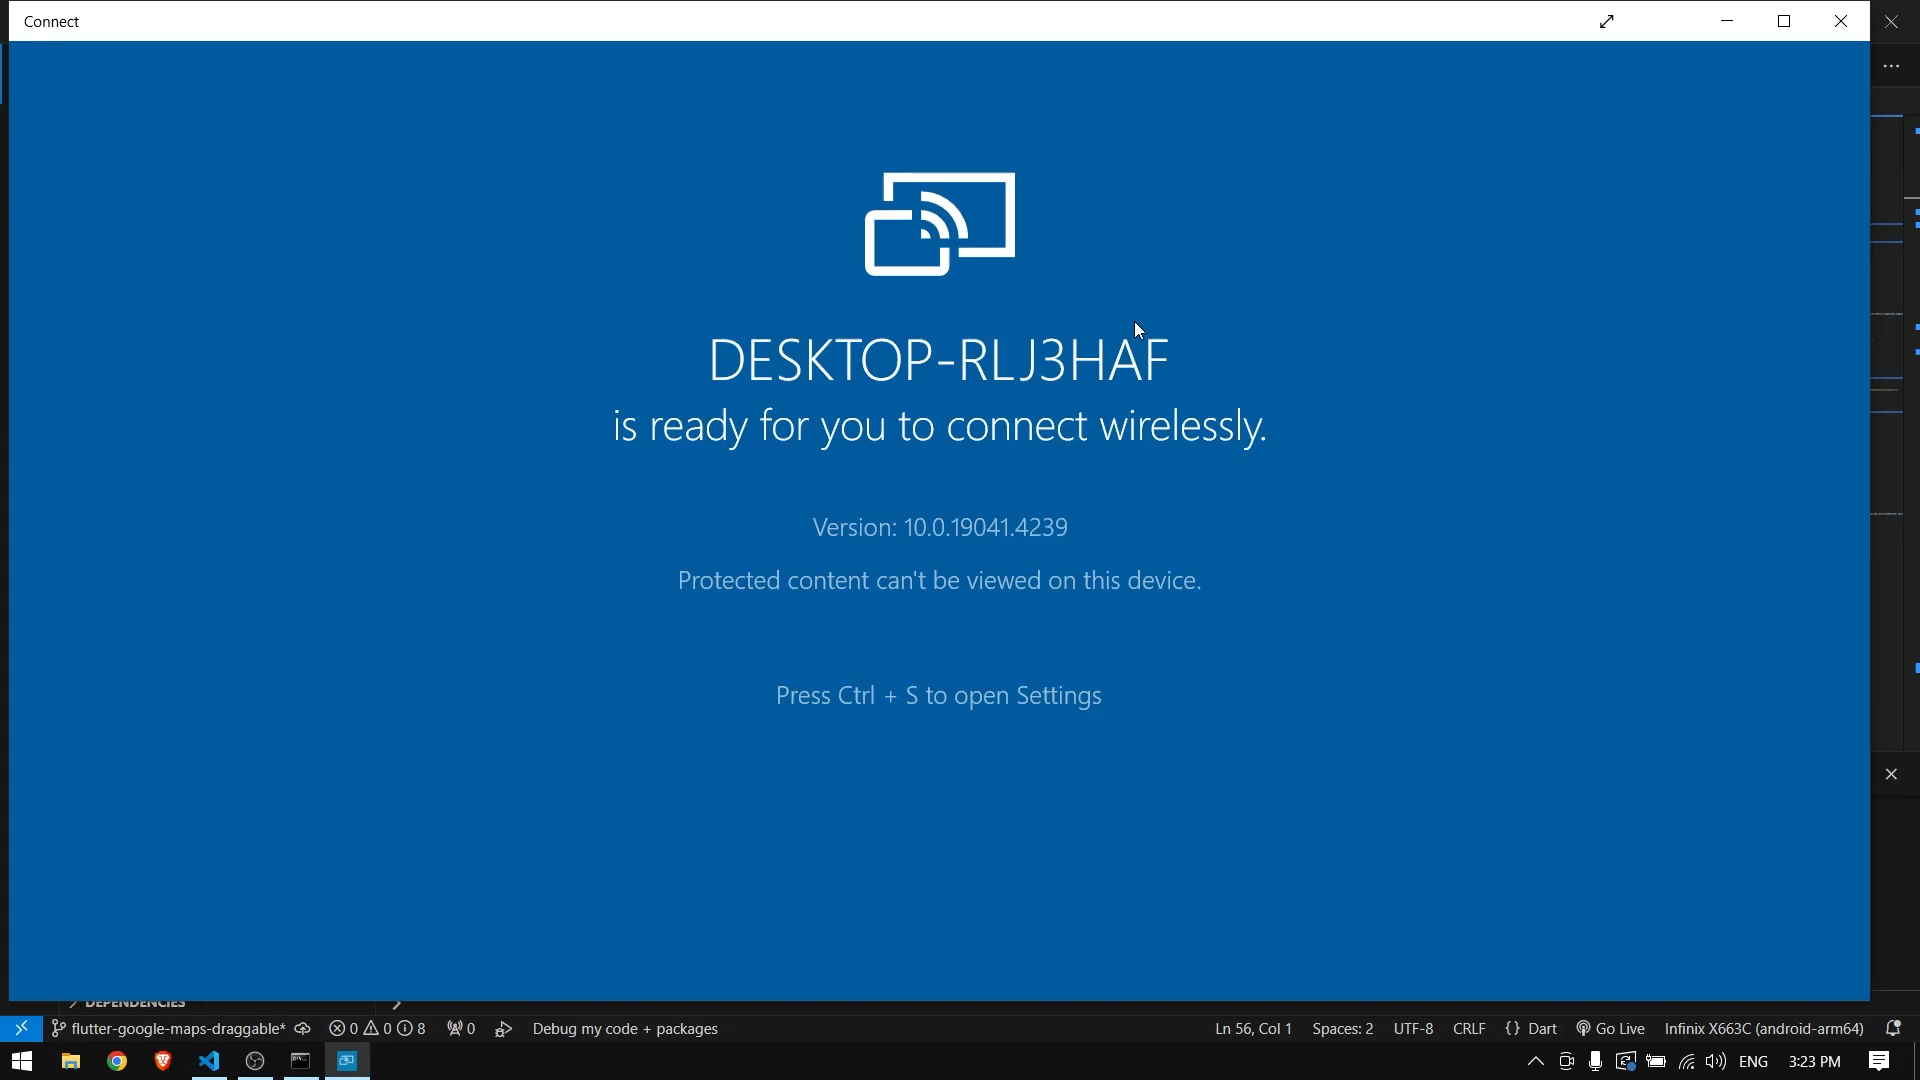 Connect
DESKTOP-RLJ3HAF
is ready for you to connect wirelessly.
Version: 10.0.19041.4239
Protected content can't be viewed on this device.
Press Ctrl + S to open Settings
DEPENDENCIES
flutter-google-maps-draggable* 0 0 8 0 Debug my code + packages Ln 56, Col 1 Spaces: 2 UTF-8 CRLF {} Dart Go Live Infinix X663C (android-arm64)
ENG 3:23 PM